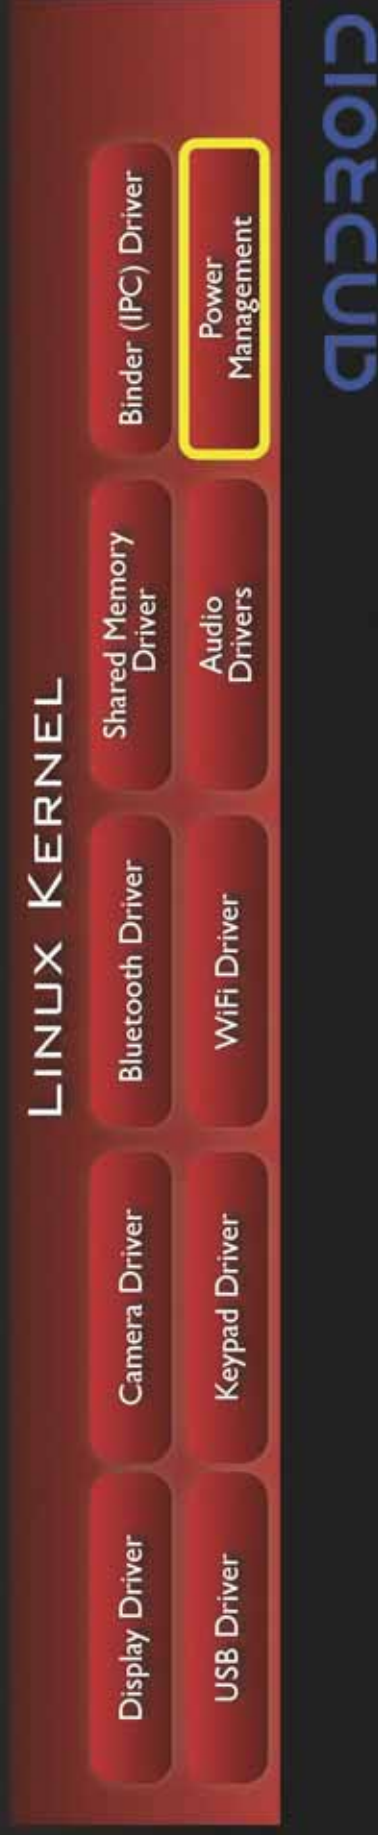 LINUX KERNEL
Display Driver
Camera Driver
Bluetooth Driver
Shared Memory
Driver
Binder (IPC) Driver
USB Driver
Keypad Driver
WiFi Driver
Audio
Drivers
Power
Management
ANDROID